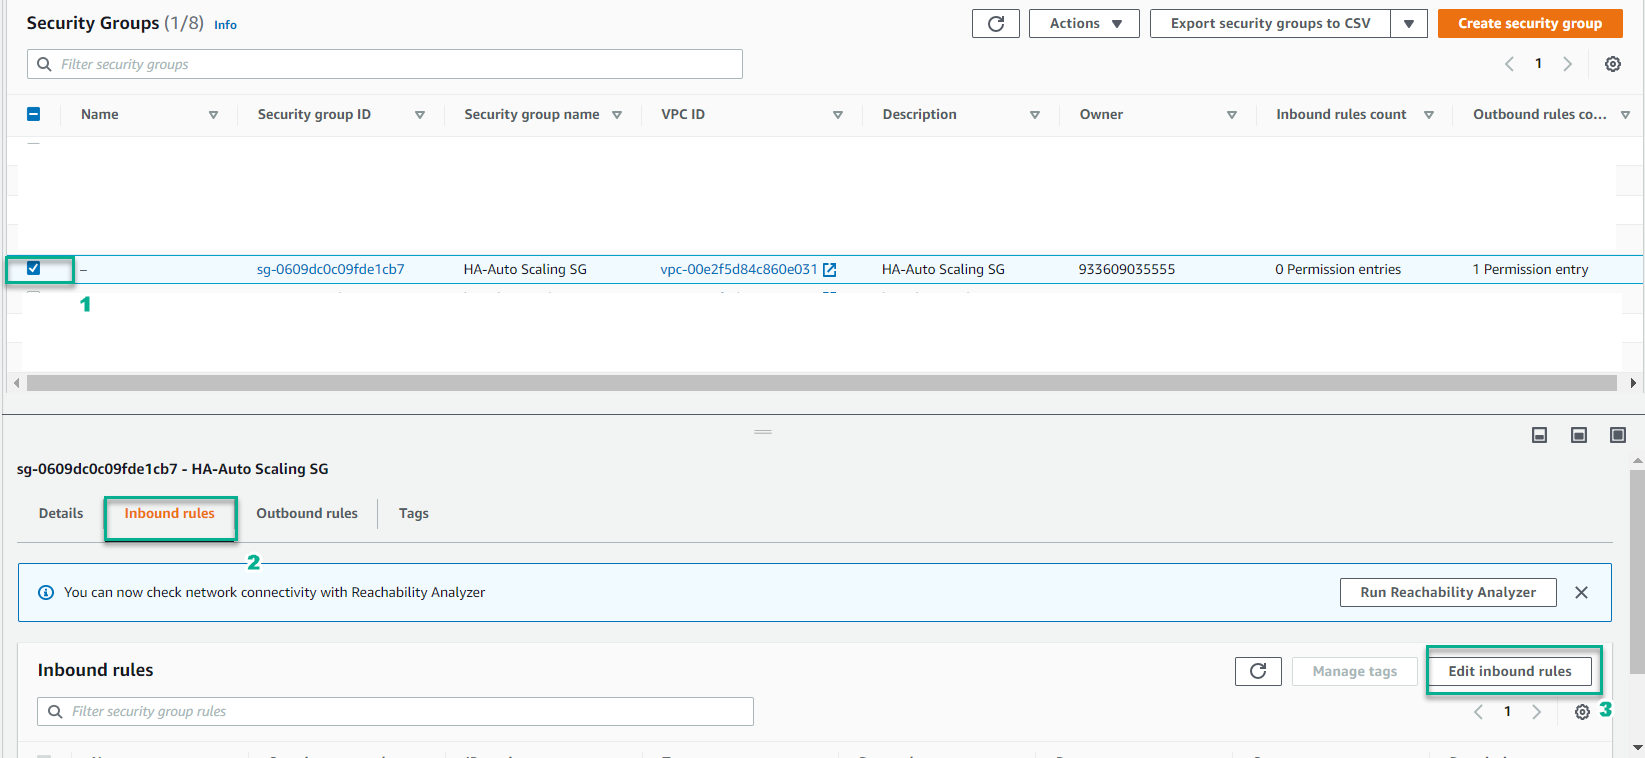 Security Groups (1/8) Info
Actions
Export security groups to CSV
Create security group
Filter security groups
1
Name
Security group ID
Security group name
VPC ID
Description
Owner
Inbound rules count
Outbound rules co...
– sg-0609dc0c09fde1cb7 HA-Auto Scaling SG vpc-00e2f5d84c860e031 HA-Auto Scaling SG 933609035555 0 Permission entries 1 Permission entry
1
sg-0609dc0c09fde1cb7 - HA-Auto Scaling SG
Details
Inbound rules
Outbound rules
Tags
2
You can now check network connectivity with Reachability Analyzer
Run Reachability Analyzer
Inbound rules
Manage tags
Edit inbound rules
Filter security group rules
1
3